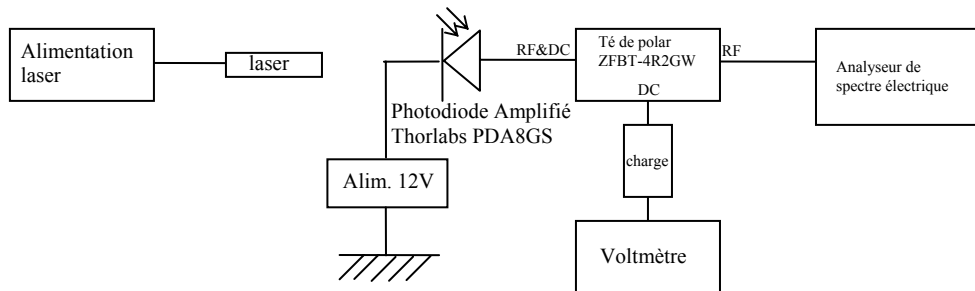 Alimentation
laser
laser
RF&DC
Té de polar
ZFBT-4R2GW
DC
RF
Analyseur de
spectre électrique
Photodiode Amplifié
Thorlabs PDA8GS
Alim. 12V
charge
Voltmètre